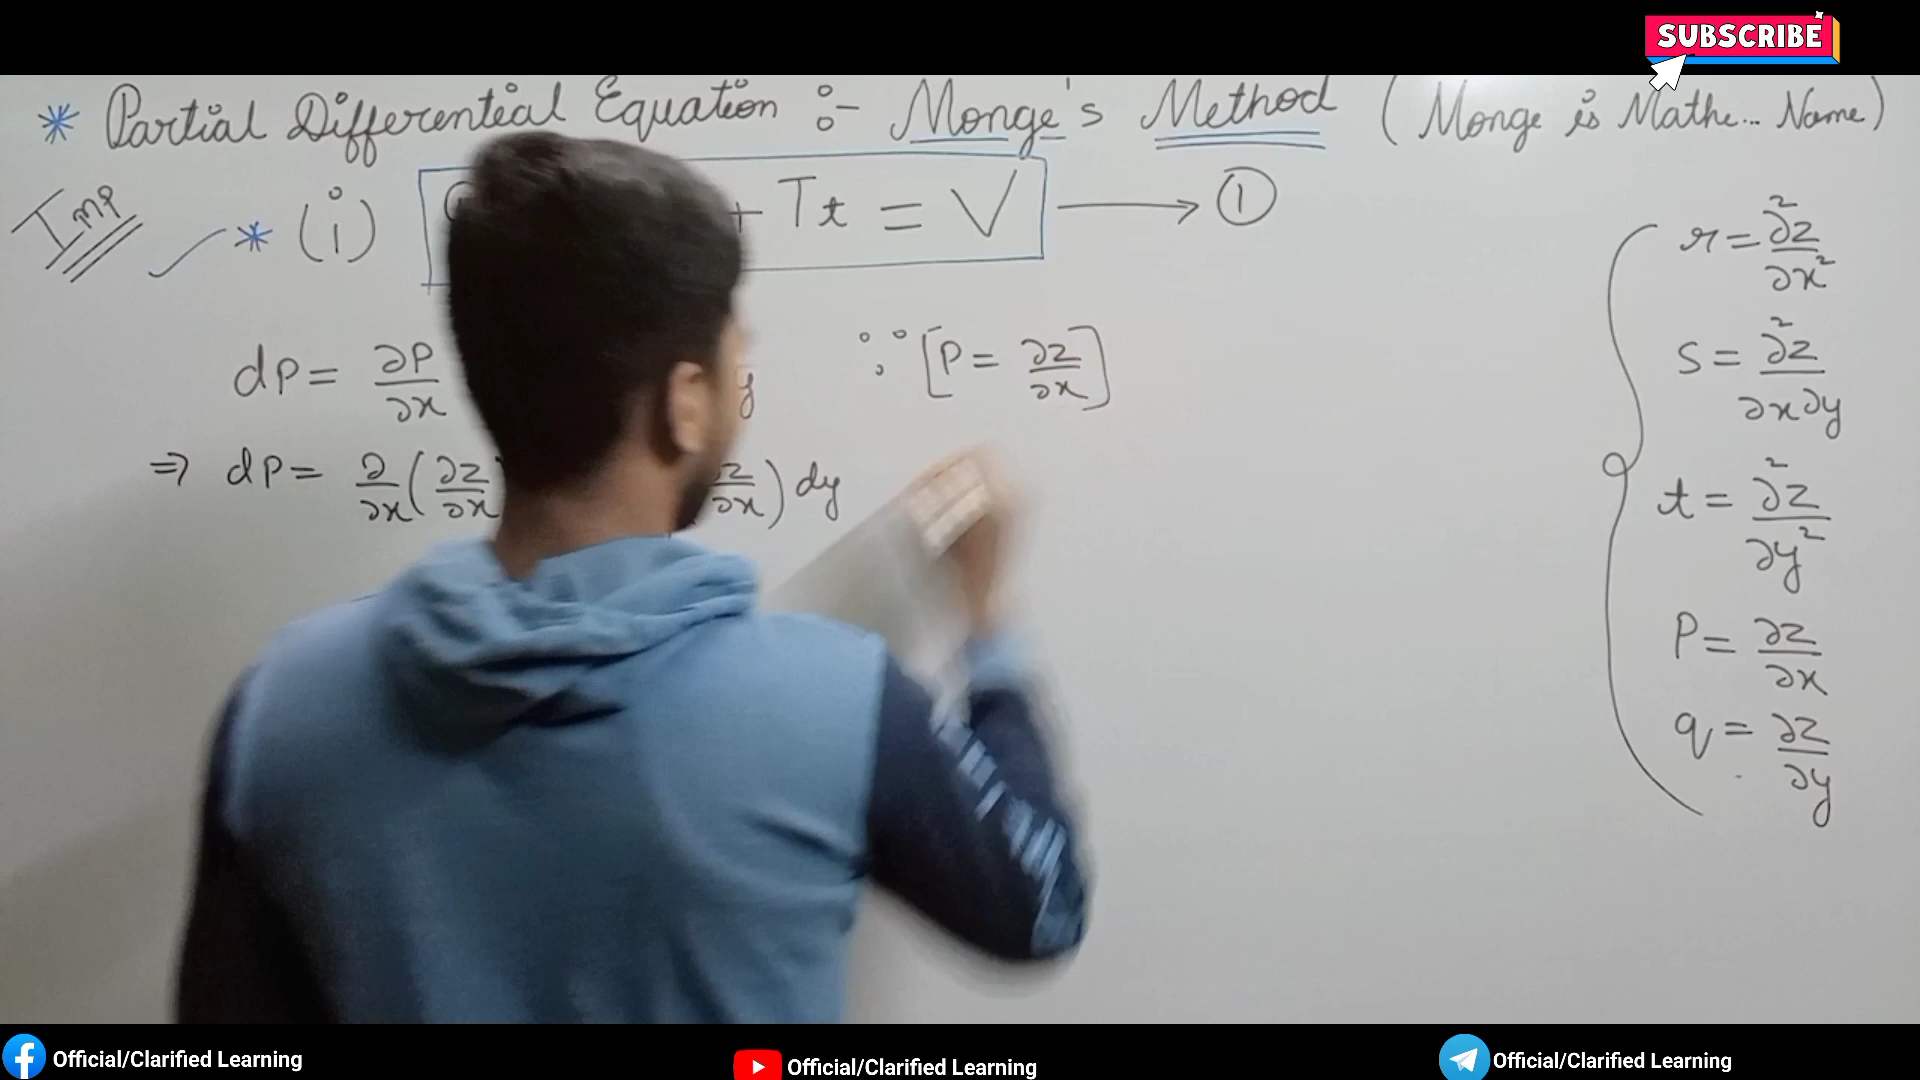 SUBSCRIBE
* Partial Differential Equation :- Monge's Method ( Monge is Mathe... Name )
Imp
* (i) + Tt = V → ①
dp = ∂p/∂x y ∵ [p = ∂z/∂x]
⇒ dp = ∂/∂x (∂z/∂x ∂z/∂x) dy
r = ∂²z/∂x²
s = ∂²z/∂x∂y
t = ∂²z/∂y²
p = ∂z/∂x
q = ∂z/∂y
Official/Clarified Learning
Official/Clarified Learning
Official/Clarified Learning